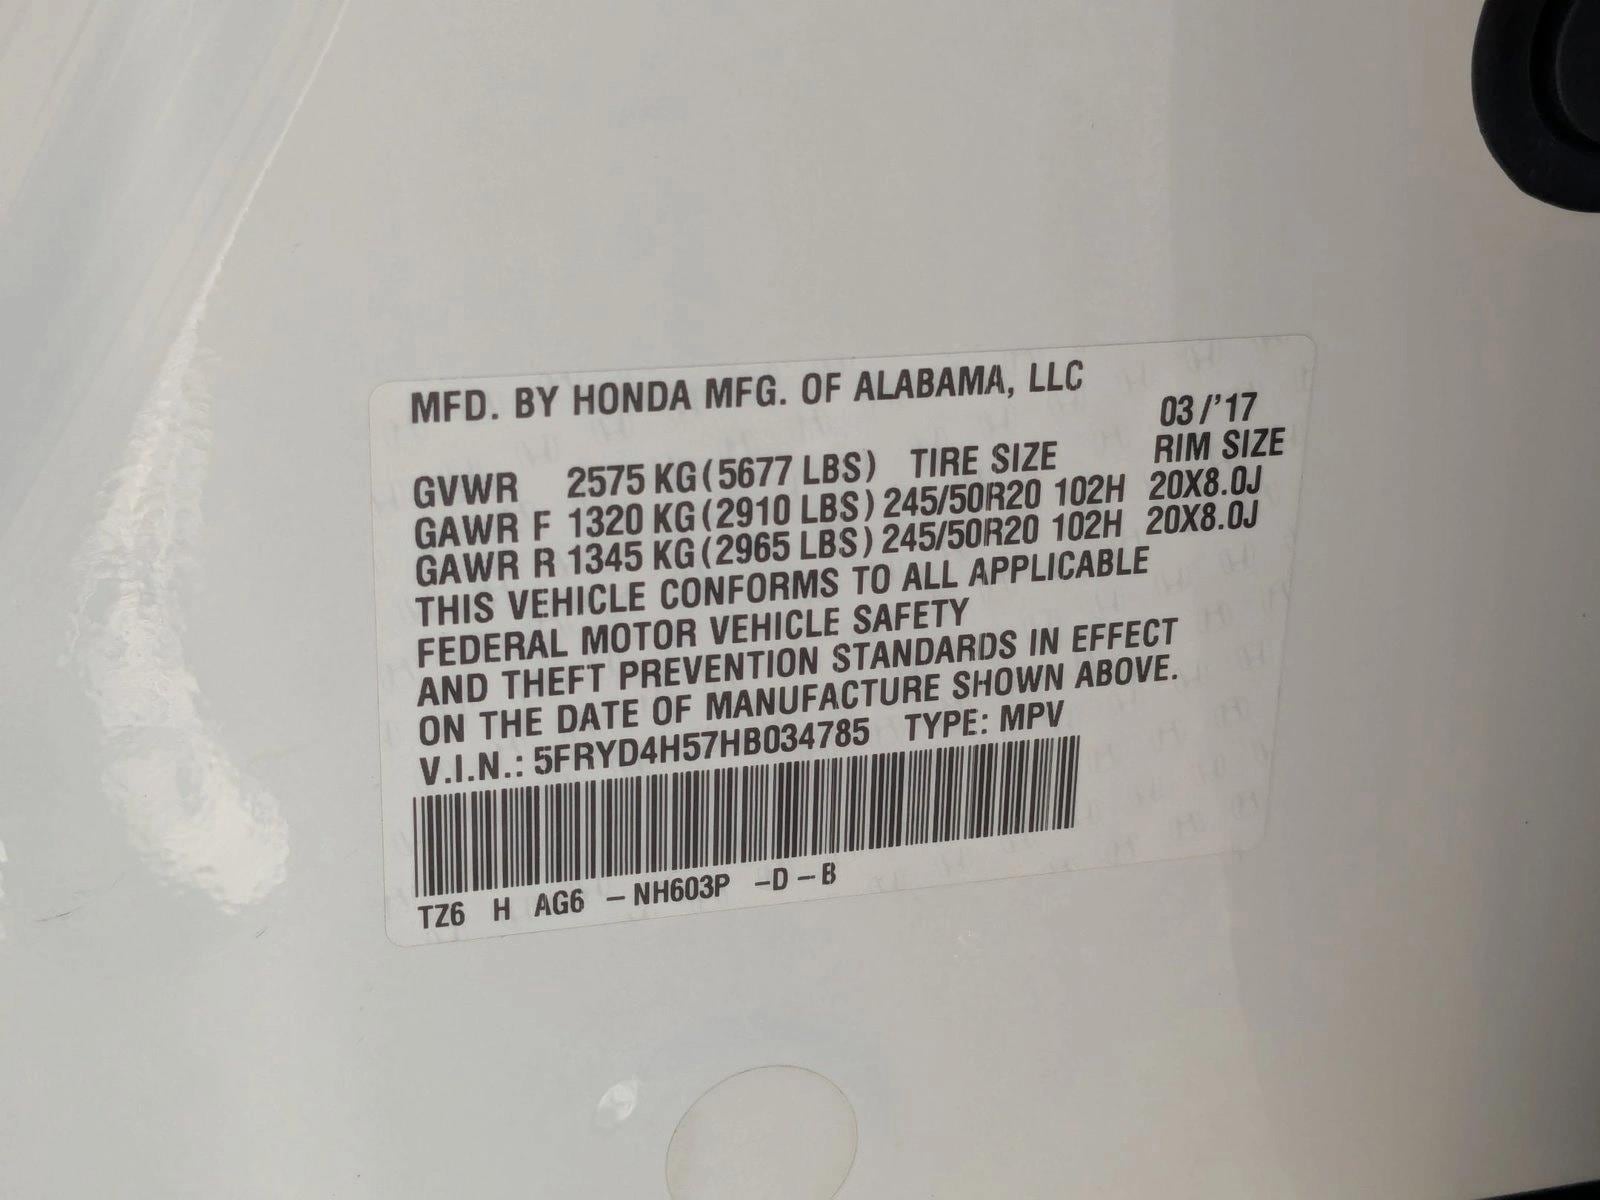 MFD. BY HONDA MFG. OF ALABAMA, LLC
03/'17
GVWR 2575 KG(5677 LBS) TIRE SIZE RIM SIZE
GAWR F 1320 KG(2910 LBS) 245/50R20 102H 20X8.0J
GAWR R 1345 KG(2965 LBS) 245/50R20 102H 20X8.0J
THIS VEHICLE CONFORMS TO ALL APPLICABLE
FEDERAL MOTOR VEHICLE SAFETY
AND THEFT PREVENTION STANDARDS IN EFFECT
ON THE DATE OF MANUFACTURE SHOWN ABOVE.
V.I.N.: 5FRYD4H57HB034785 TYPE: MPV
TZ6 H AG6 -NH603P -D-B